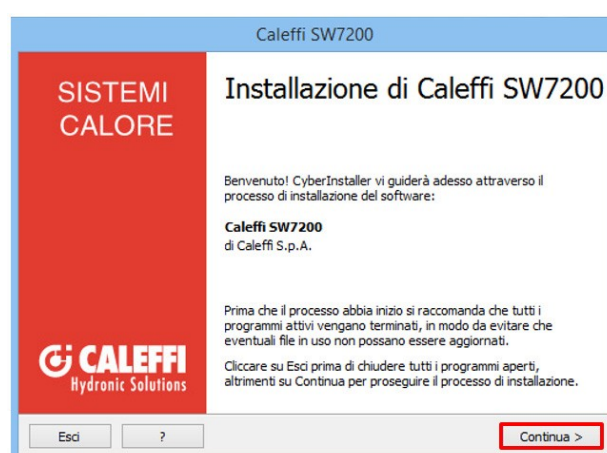 Caleffi SW7200
SISTEMI
CALORE
Installazione di Caleffi SW7200
Benvenuto! CyberInstaller vi guiderà adesso attraverso il
processo di installazione del software:
Caleffi SW7200
di Caleffi S.p.A.
Prima che il processo abbia inizio si raccomanda che tutti i
programmi attivi vengano terminati, in modo da evitare che
eventuali file in uso non possano essere aggiornati.
Cliccare su Esci prima di chiudere tutti i programmi aperti,
altrimenti su Continua per proseguire il processo di installazione.
CALEFFI
Hydronic Solutions
Esci
?
Continua >